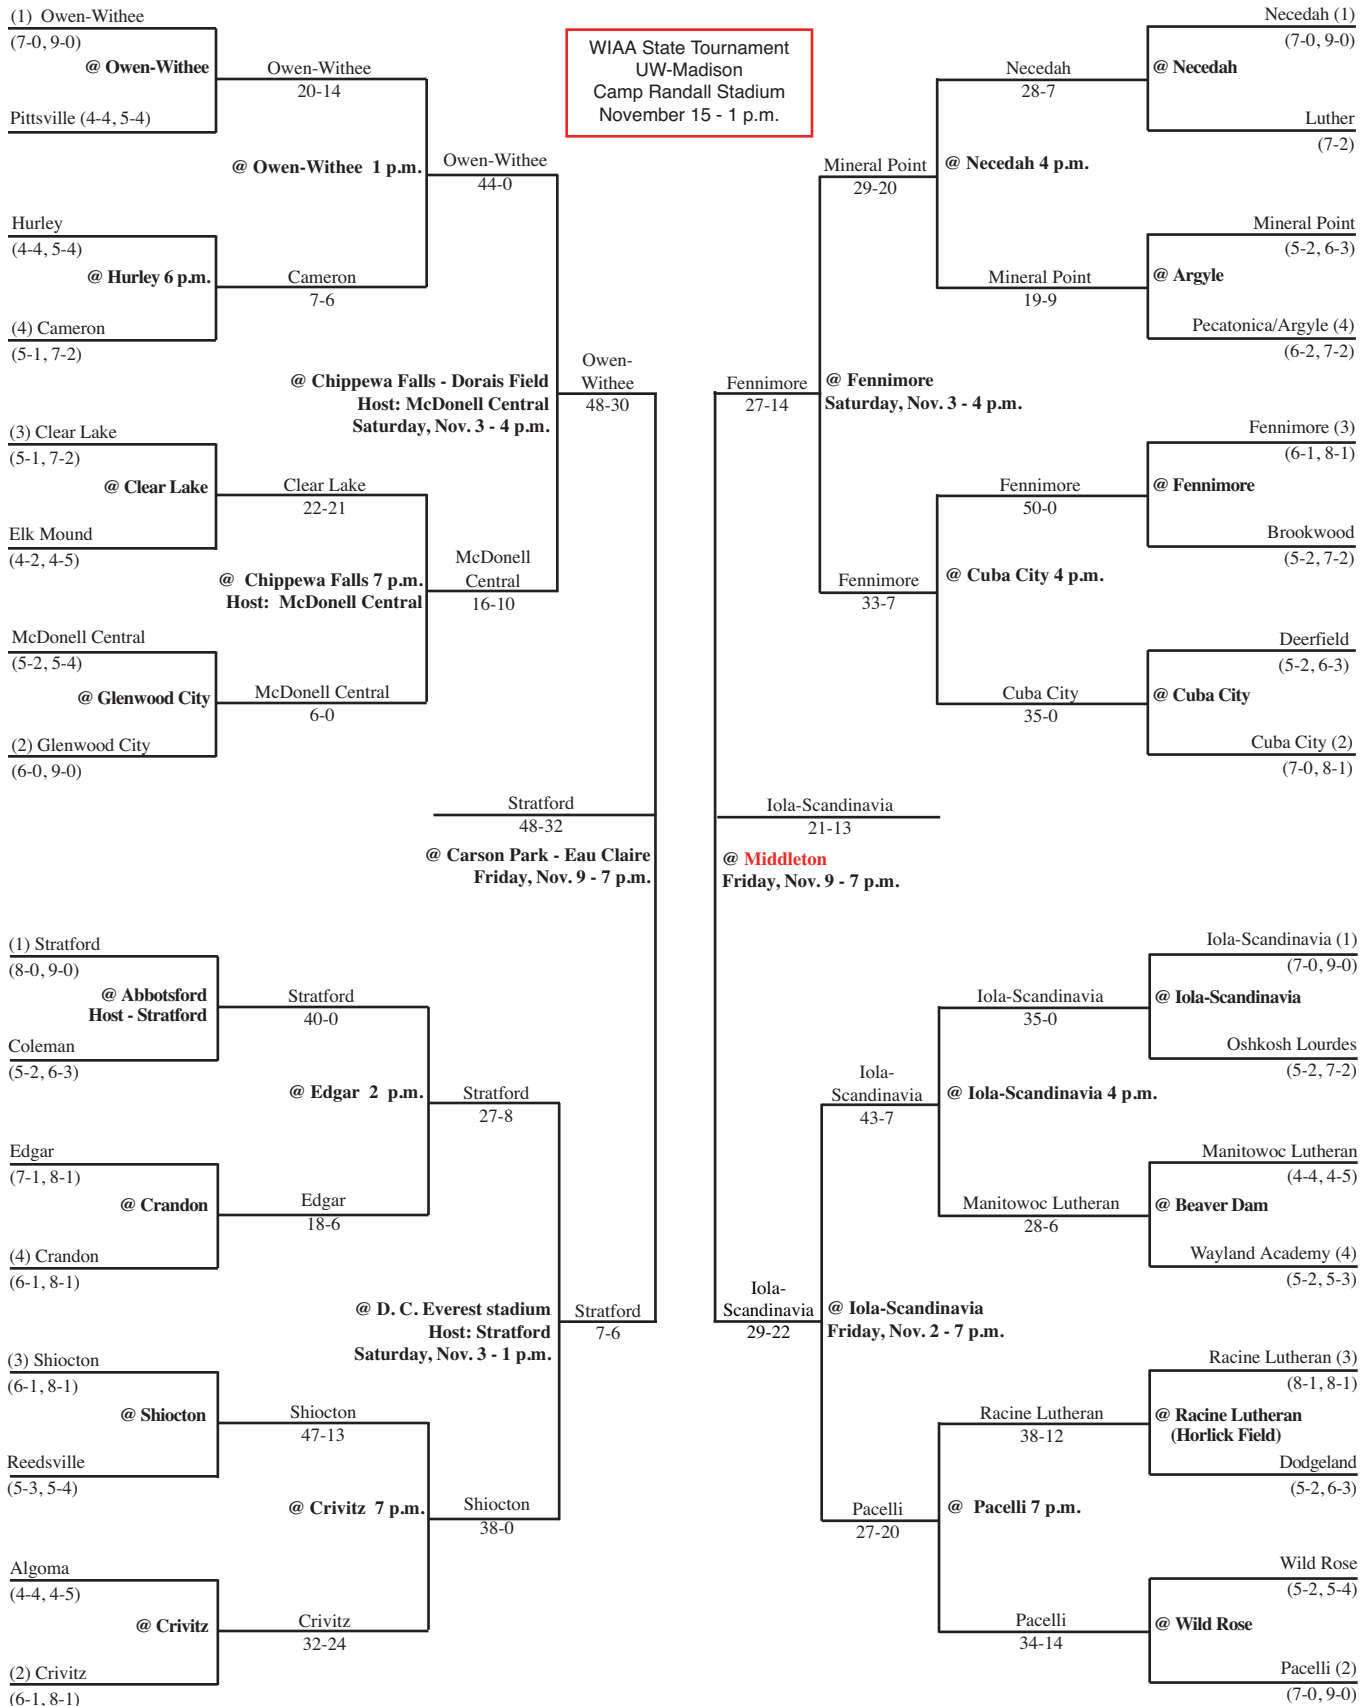 WIAA State Tournament
UW-Madison
Camp Randall Stadium
November 15 - 1 p.m.
(1) Owen-Withee
(7-0, 9-0)
@ Owen-Withee
Pittsville (4-4, 5-4)
Owen-Withee
20-14
@ Owen-Withee 1 p.m.
Hurley
(4-4, 5-4)
@ Hurley 6 p.m.
(4) Cameron
(5-1, 7-2)
Cameron
7-6
Owen-Withee
44-0
@ Chippewa Falls - Dorais Field
Host: McDonell Central
Saturday, Nov. 3 - 4 p.m.
(3) Clear Lake
(5-1, 7-2)
@ Clear Lake
Elk Mound
(4-2, 4-5)
Clear Lake
22-21
@ Chippewa Falls 7 p.m.
Host: McDonell Central
McDonell Central
(5-2, 5-4)
@ Glenwood City
(2) Glenwood City
(6-0, 9-0)
McDonell Central
6-0
McDonell
Central
16-10
Owen-
Withee
48-30
Stratford
48-32
@ Carson Park - Eau Claire
Friday, Nov. 9 - 7 p.m.
(1) Stratford
(8-0, 9-0)
@ Abbotsford
Host - Stratford
Coleman
(5-2, 6-3)
Stratford
40-0
@ Edgar 2 p.m.
Edgar
(7-1, 8-1)
@ Crandon
(4) Crandon
(6-1, 8-1)
Edgar
18-6
Stratford
27-8
@ D. C. Everest stadium
Host: Stratford
Saturday, Nov. 3 - 1 p.m.
Stratford
7-6
(3) Shiocton
(6-1, 8-1)
@ Shiocton
Reedsville
(5-3, 5-4)
Shiocton
47-13
@ Crivitz 7 p.m.
Shiocton
38-0
Algoma
(4-4, 4-5)
@ Crivitz
(2) Crivitz
(6-1, 8-1)
Crivitz
32-24
Necedah (1)
(7-0, 9-0)
@ Necedah
Luther
(7-2)
Necedah
28-7
@ Necedah 4 p.m.
Mineral Point
29-20
Mineral Point
(5-2, 6-3)
@ Argyle
Pecatonica/Argyle (4)
(6-2, 7-2)
Mineral Point
19-9
Fennimore
27-14
@ Fennimore
Saturday, Nov. 3 - 4 p.m.
Fennimore (3)
(6-1, 8-1)
@ Fennimore
Brookwood
(5-2, 7-2)
Fennimore
50-0
@ Cuba City 4 p.m.
Fennimore
33-7
Deerfield
(5-2, 6-3)
@ Cuba City
Cuba City (2)
(7-0, 8-1)
Cuba City
35-0
Iola-Scandinavia
21-13
@ Middleton
Friday, Nov. 9 - 7 p.m.
Iola-Scandinavia (1)
(7-0, 9-0)
@ Iola-Scandinavia
Oshkosh Lourdes
(5-2, 7-2)
Iola-Scandinavia
35-0
@ Iola-Scandinavia 4 p.m.
Iola-
Scandinavia
43-7
Manitowoc Lutheran
(4-4, 4-5)
@ Beaver Dam
Wayland Academy (4)
(5-2, 5-3)
Manitowoc Lutheran
28-6
Iola-
Scandinavia
29-22
@ Iola-Scandinavia
Friday, Nov. 2 - 7 p.m.
Racine Lutheran (3)
(8-1, 8-1)
@ Racine Lutheran
(Horlick Field)
Dodgeland
(5-2, 6-3)
Racine Lutheran
38-12
@ Pacelli 7 p.m.
Pacelli
27-20
Wild Rose
(5-2, 5-4)
@ Wild Rose
Pacelli (2)
(7-0, 9-0)
Pacelli
34-14